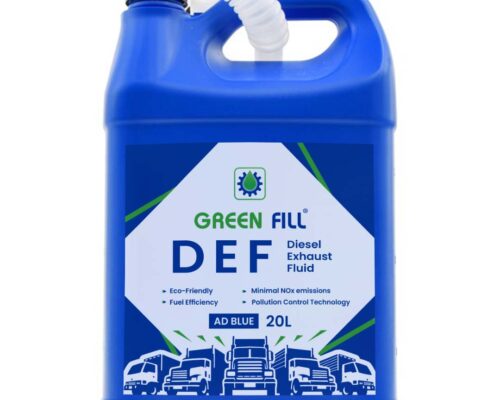 GREEN FILL®
DEF
Diesel
Exhaust
Fluid
➤ Eco-Friendly
➤ Fuel Efficiency
➤ Minimal NOx emissions
➤ Pollution Control Technology
AD BLUE 20L